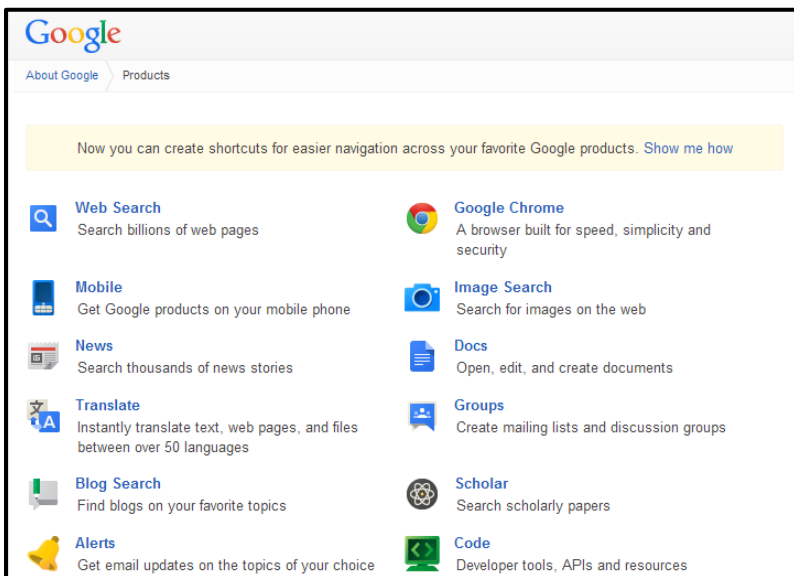 Google
About Google Products
Now you can create shortcuts for easier navigation across your favorite Google products. Show me how
Web Search
Search billions of web pages
Google Chrome
A browser built for speed, simplicity and
security
Mobile
Get Google products on your mobile phone
Image Search
Search for images on the web
News
Search thousands of news stories
Docs
Open, edit, and create documents
Translate
Instantly translate text, web pages, and files
between over 50 languages
Groups
Create mailing lists and discussion groups
Blog Search
Find blogs on your favorite topics
Scholar
Search scholarly papers
Alerts
Get email updates on the topics of your choice
Code
Developer tools, APIs and resources